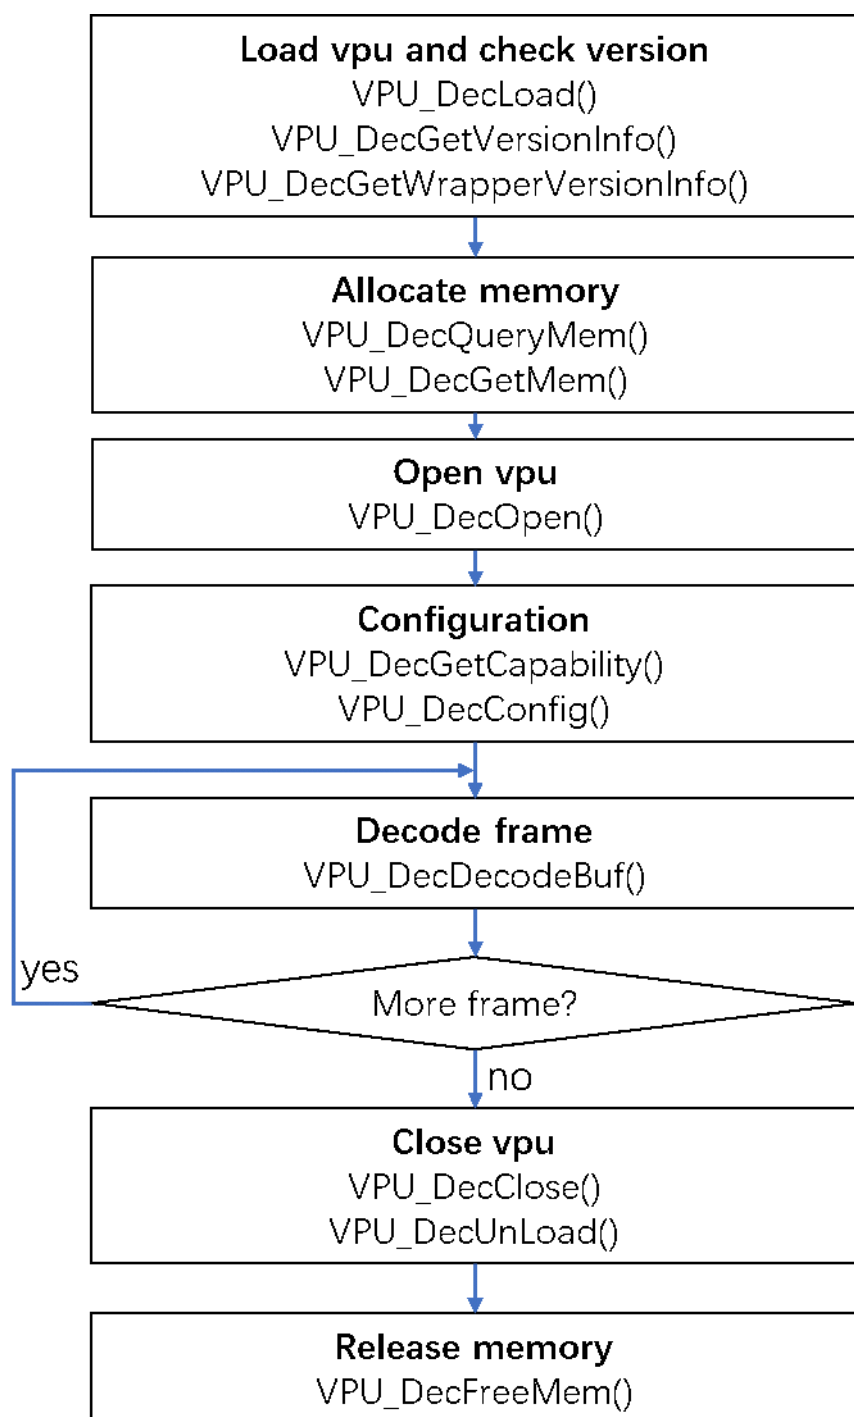 Load vpu and check version
VPU_DecLoad()
VPU_DecGetVersionInfo()
VPU_DecGetWrapperVersionInfo()
Allocate memory
VPU_DecQueryMem()
VPU_DecGetMem()
Open vpu
VPU_DecOpen()
Configuration
VPU_DecGetCapability()
VPU_DecConfig()
Decode frame
VPU_DecDecodeBuf()
yes
More frame?
no
Close vpu
VPU_DecClose()
VPU_DecUnLoad()
Release memory
VPU_DecFreeMem()